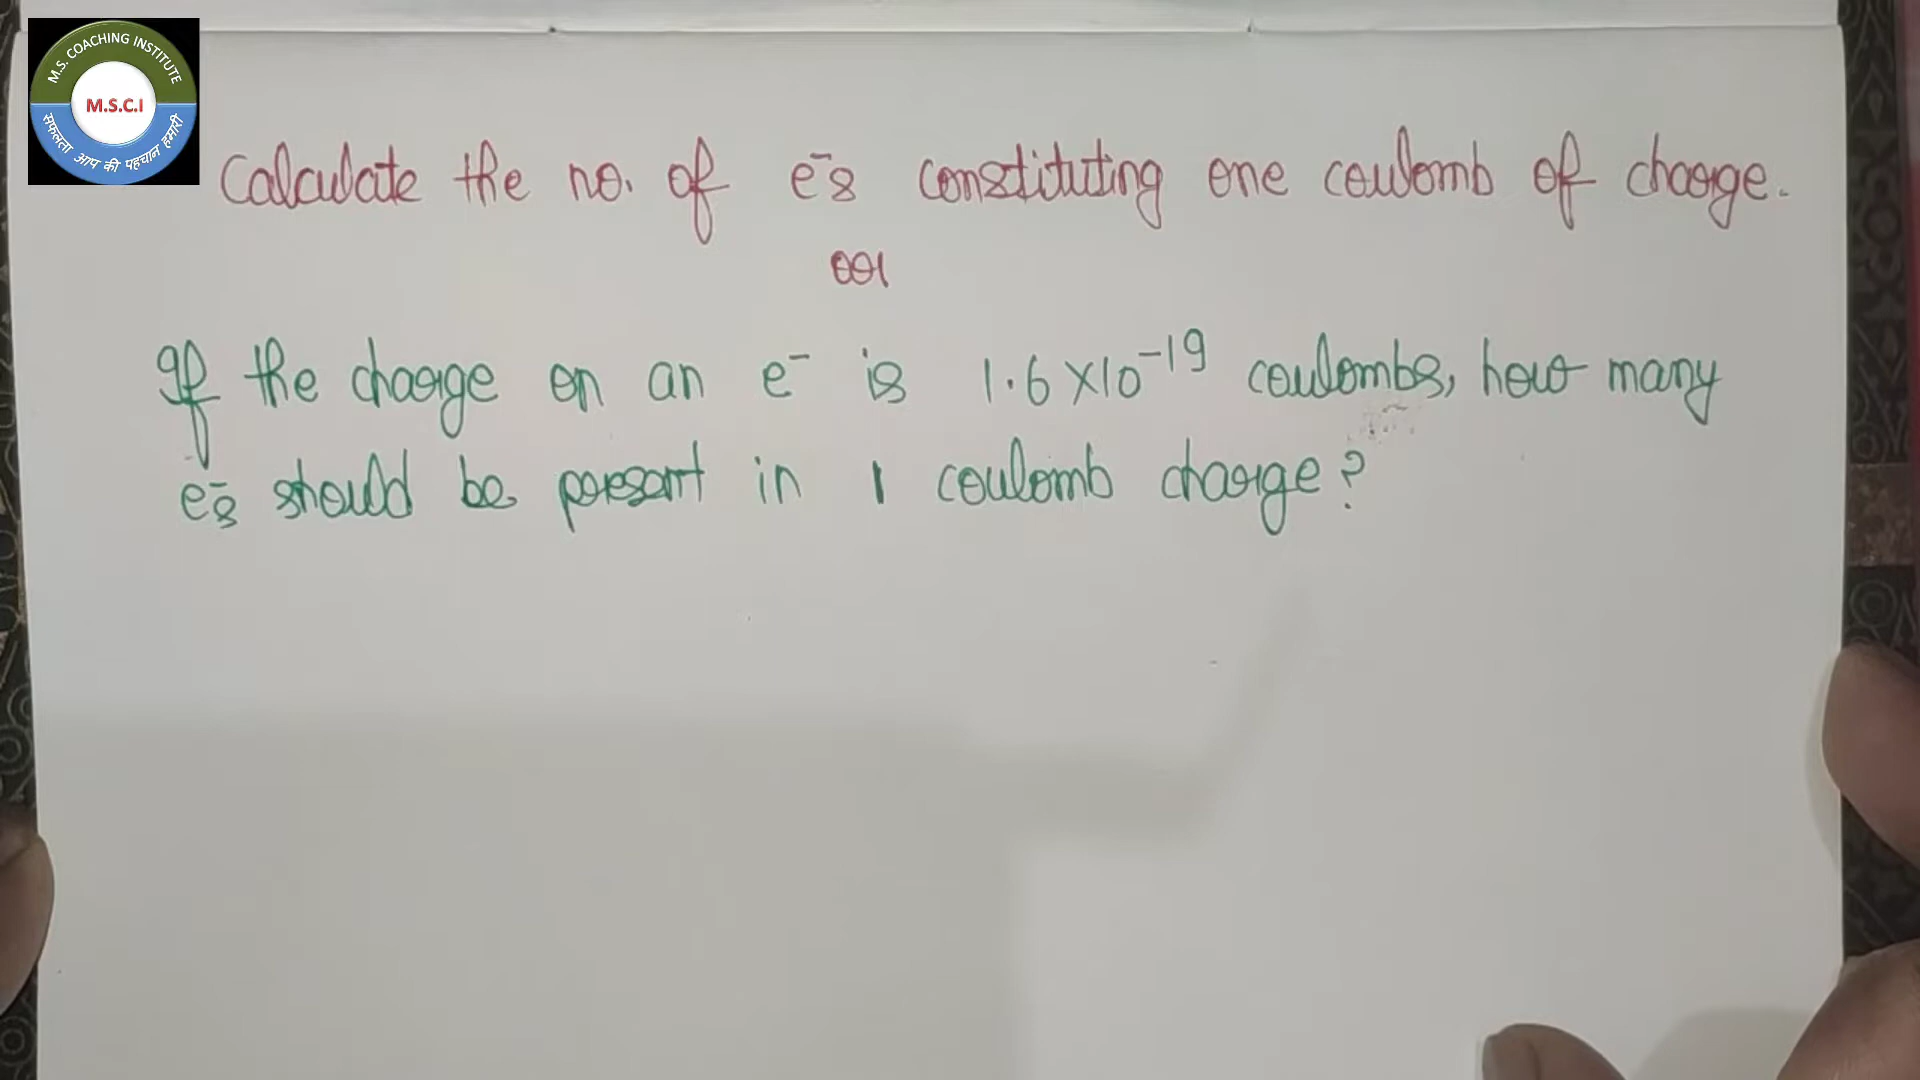 M.S. COACHING INSTITUTE
M.S.C.I
सफलता आप की पहचान हमारी
Calculate the no. of e⁻s constituting one coulomb of charge.
or
If the charge on an e⁻ is 1.6 × 10⁻¹⁹ coulombs, how many
e⁻s should be present in 1 coulomb charge?